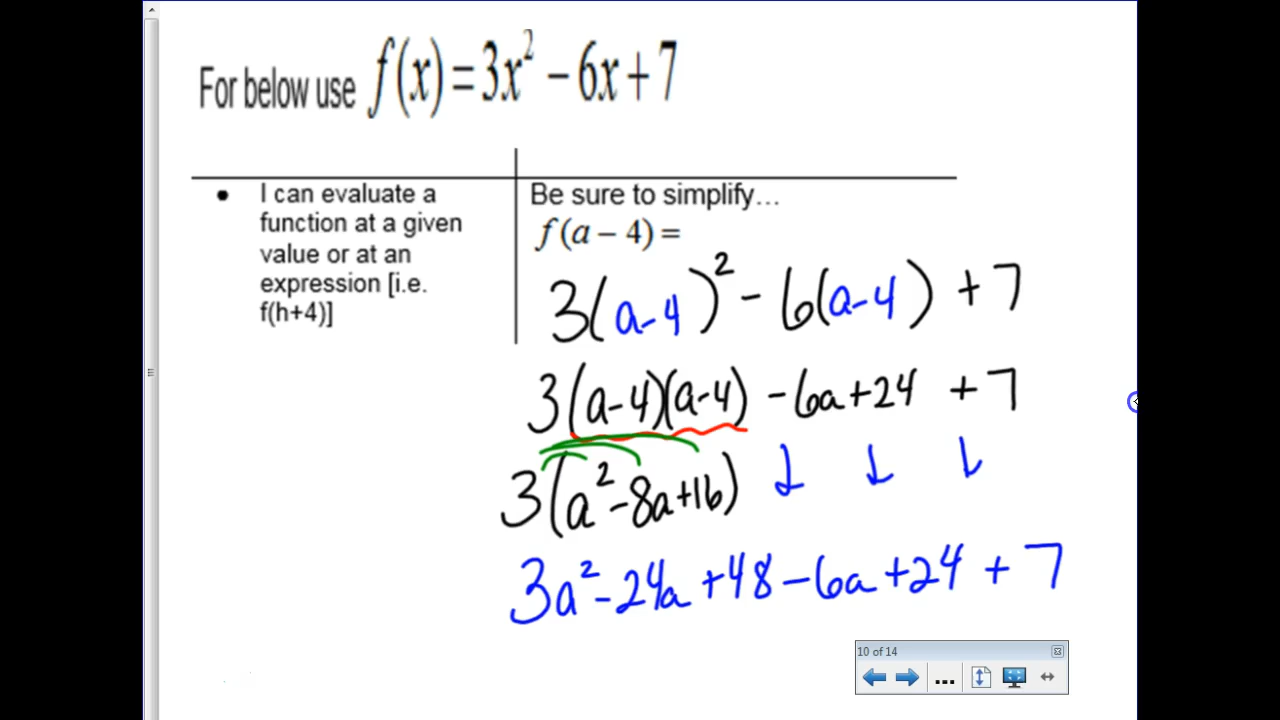 For below use f(x) = 3x² − 6x + 7
● I can evaluate a
function at a given
value or at an
expression [i.e.
f(h+4)]
Be sure to simplify…
f(a − 4) =
3(a-4)² - 6(a-4) + 7
3(a-4)(a-4) - 6a+24 + 7
3(a²-8a+16) ↓ ↓ ↓
3a²-24a+48-6a+24+7
10 of 14
...